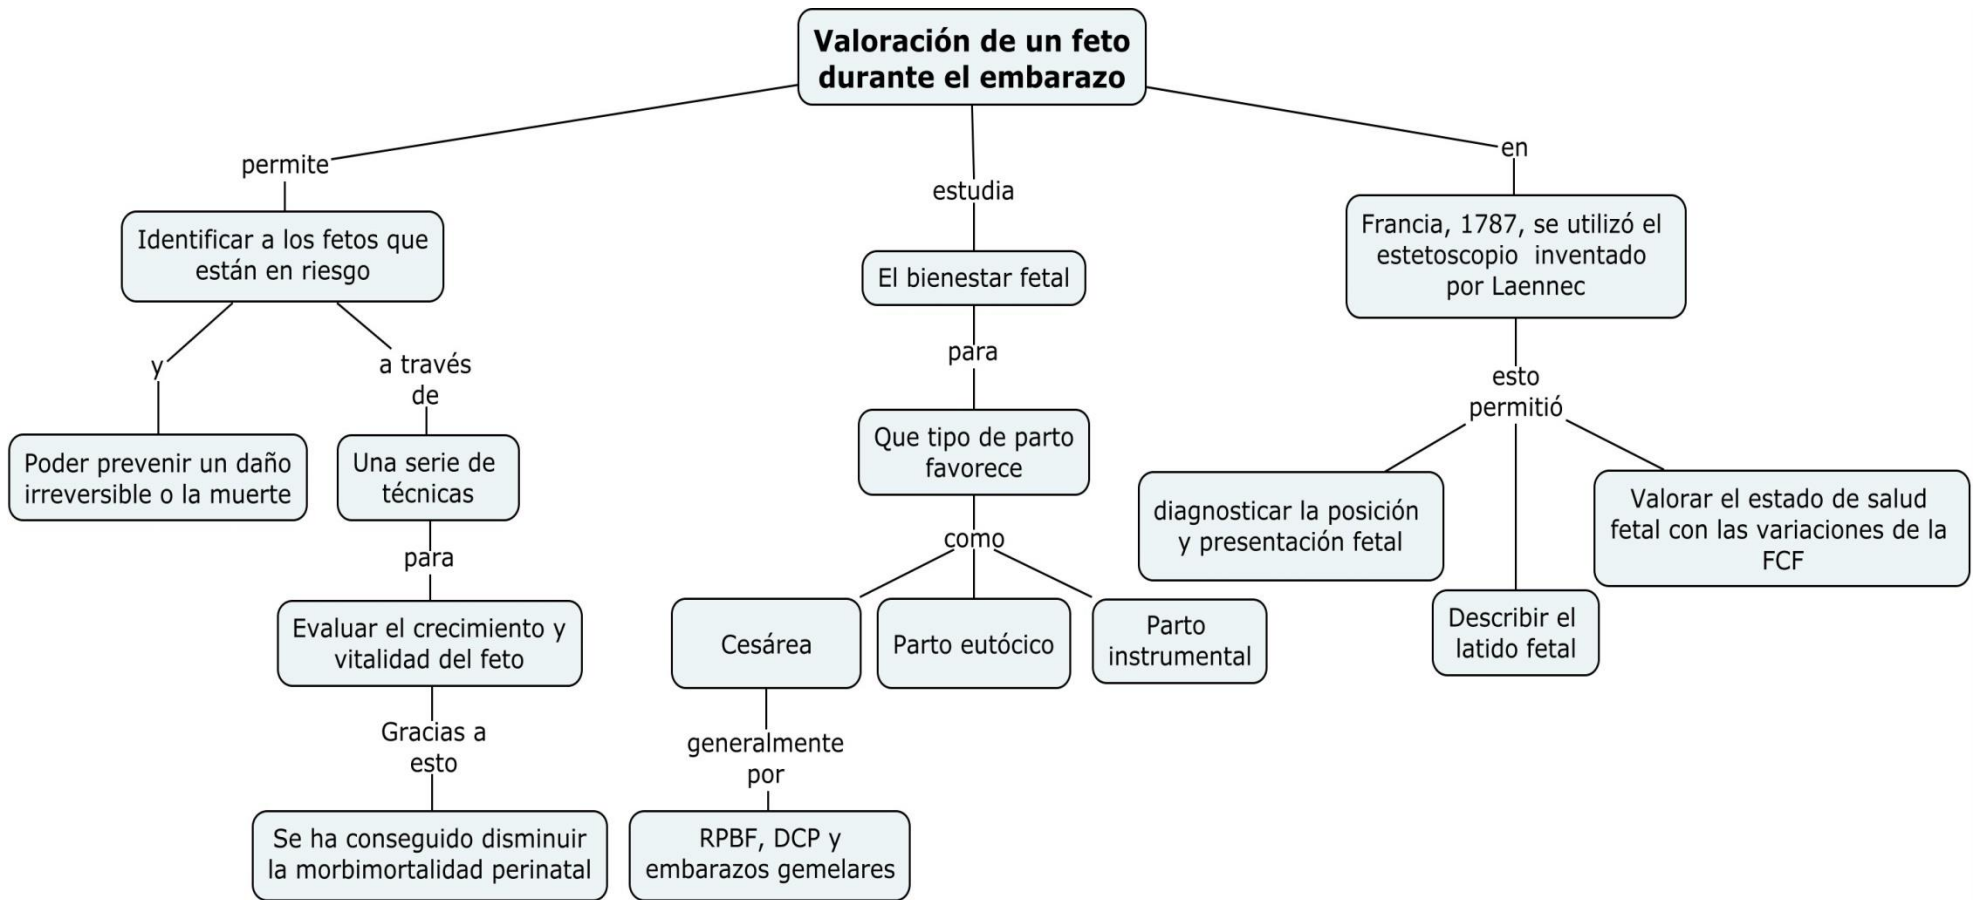 Valoración de un feto
durante el embarazo
permite
Identificar a los fetos que
están en riesgo
y
Poder prevenir un daño
irreversible o la muerte
a través
de
Una serie de
técnicas
para
Evaluar el crecimiento y
vitalidad del feto
Gracias a
esto
Se ha conseguido disminuir
la morbimortalidad perinatal
estudia
El bienestar fetal
para
Que tipo de parto
favorece
como
Cesárea
generalmente
por
RPBF, DCP y
embarazos gemelares
Parto eutócico
Parto
instrumental
en
Francia, 1787, se utilizó el
estetoscopio inventado
por Laennec
esto
permitió
diagnosticar la posición
y presentación fetal
Describir el
latido fetal
Valorar el estado de salud
fetal con las variaciones de la
FCF